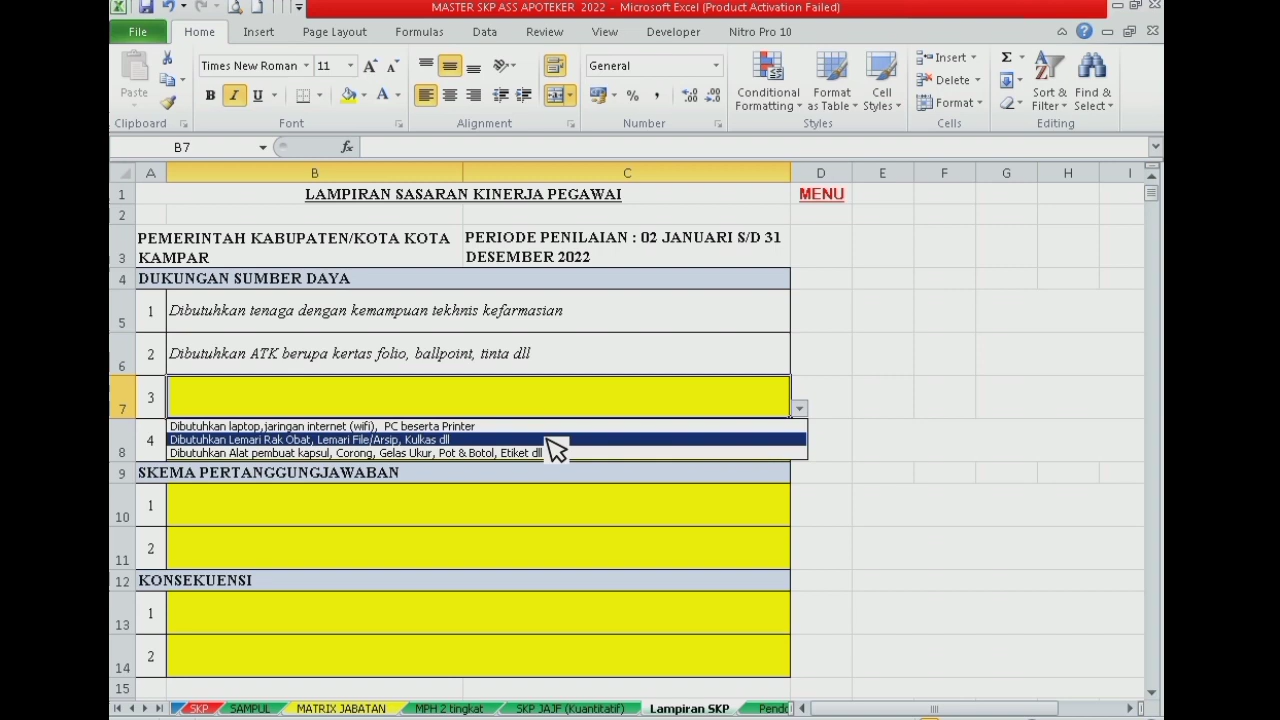 MASTER SKP ASS APOTEKER 2022 - Microsoft Excel (Product Activation Failed)
File Home Insert Page Layout Formulas Data Review View Developer Nitro Pro 10
Times New Roman 11 General Insert Σ
Paste Delete
B I U A % , Conditional Formatting Format as Table Cell Styles Format Sort & Filter Find & Select
Clipboard Font Alignment Number Styles Cells Editing
B7 fx
A B C D E F G H I
1 LAMPIRAN SASARAN KINERJA PEGAWAI MENU
2
3 PEMERINTAH KABUPATEN/KOTA KOTA KAMPAR PERIODE PENILAIAN : 02 JANUARI S/D 31 DESEMBER 2022
4 DUKUNGAN SUMBER DAYA
5 1 Dibutuhkan tenaga dengan kemampuan tekhnis kefarmasian
6 2 Dibutuhkan ATK berupa kertas folio, ballpoint, tinta dll
7 3
Dibutuhkan laptop,jaringan internet (wifi), PC beserta Printer
8 4 Dibutuhkan Lemari Rak Obat, Lemari File/Arsip, Kulkas dll
Dibutuhkan Alat pembuat kapsul, Corong, Gelas Ukur, Pot & Botol, Etiket dll
9 SKEMA PERTANGGUNGJAWABAN
10 1
11 2
12 KONSEKUENSI
13 1
14 2
15
SKP SAMPUL MATRIX JABATAN MPH 2 tingkat SKP JAJF (Kuantitatif) Lampiran SKP